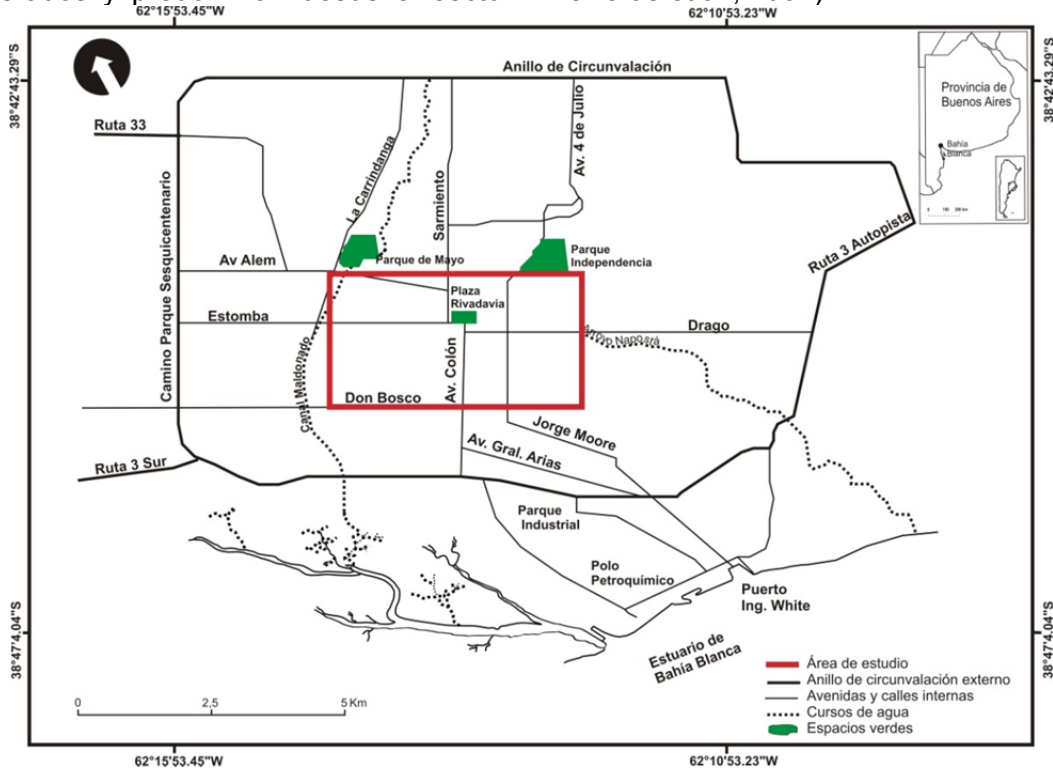 62°15'53.45"W
62°10'53.23"W
38°42'43.29"S
38°42'43.29"S
Anillo de Circunvalación
Provincia de
Buenos Aires
Bahía
Blanca
Ruta 33
La Carrindanga
Sarmiento
Av. 4 de Julio
Camino Parque Sesquicentenario
Ruta 3 Autopista
Av Alem
Parque de Mayo
Parque
Independencia
Plaza
Rivadavia
Estomba
Drago
Arroyo Napostá
Canal Maldonado
Av. Colón
Don Bosco
Jorge Moore
Av. Gral. Arias
Ruta 3 Sur
Parque
Industrial
Polo
Petroquímico
Puerto
Ing. White
Estuario de
Bahía Blanca
38°47'4.04"S
38°47'4.04"S
Área de estudio
Anillo de circunvalación externo
Avenidas y calles internas
Cursos de agua
Espacios verdes
0 2,5 5 Km
62°15'53.45"W
62°10'53.23"W